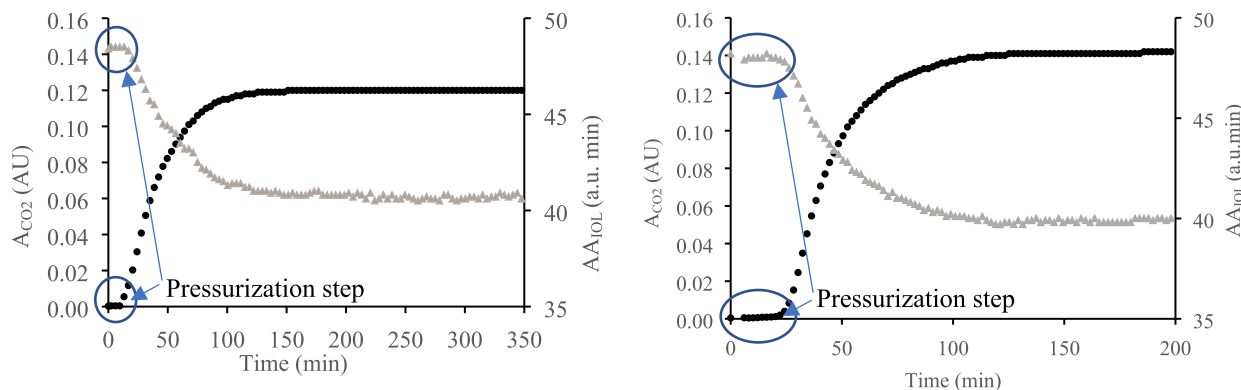 0.16
0.14
0.12
0.10
0.08
0.06
0.04
0.02
0.00
A_CO2 (AU)
50
45
40
35
AA_IOL (a.u. min)
Pressurization step
0 50 100 150 200 250 300 350
Time (min)
0.16
0.14
0.12
0.10
0.08
0.06
0.04
0.02
0.00
A_CO2 (AU)
50
45
40
35
AA_IOL (a.u.min)
Pressurization step
0 50 100 150 200
Time (min)